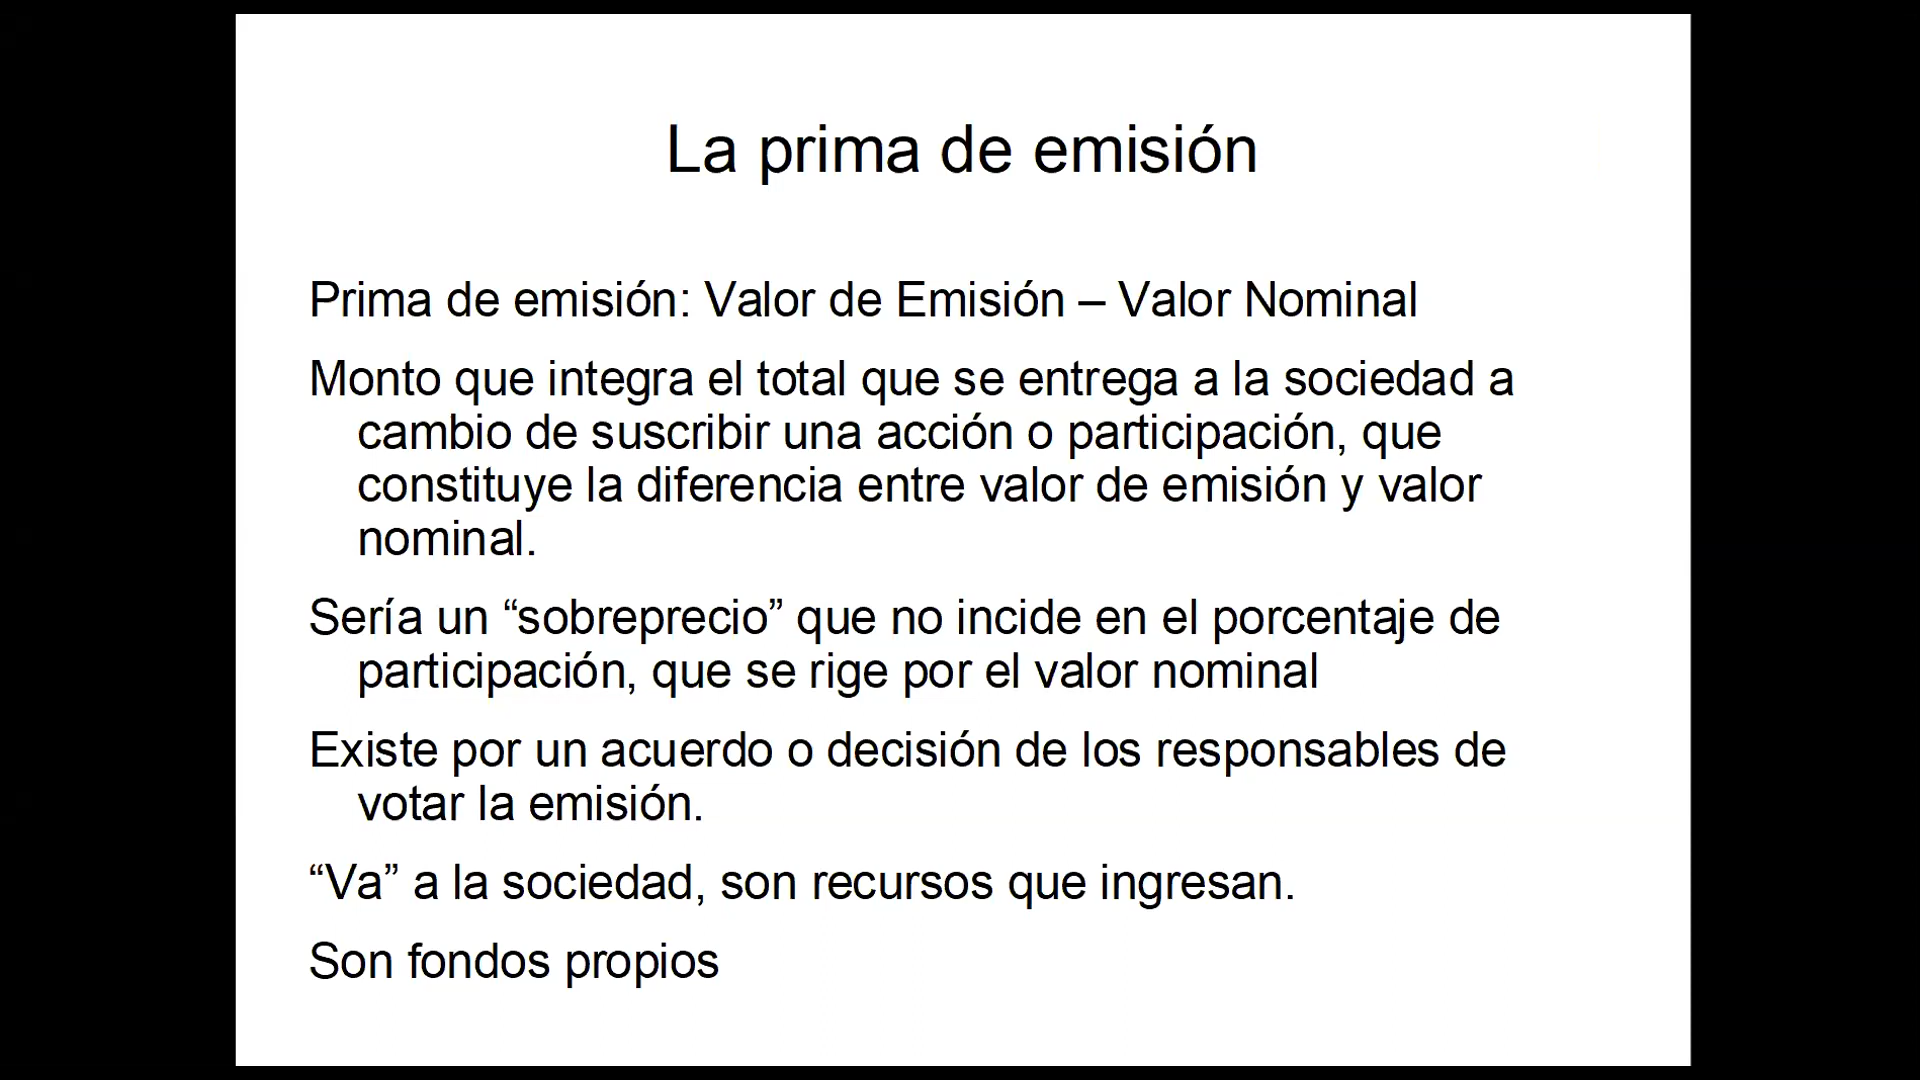 La prima de emisión
Prima de emisión: Valor de Emisión – Valor Nominal
Monto que integra el total que se entrega a la sociedad a
cambio de suscribir una acción o participación, que
constituye la diferencia entre valor de emisión y valor
nominal.
Sería un “sobreprecio” que no incide en el porcentaje de
participación, que se rige por el valor nominal
Existe por un acuerdo o decisión de los responsables de
votar la emisión.
“Va” a la sociedad, son recursos que ingresan.
Son fondos propios